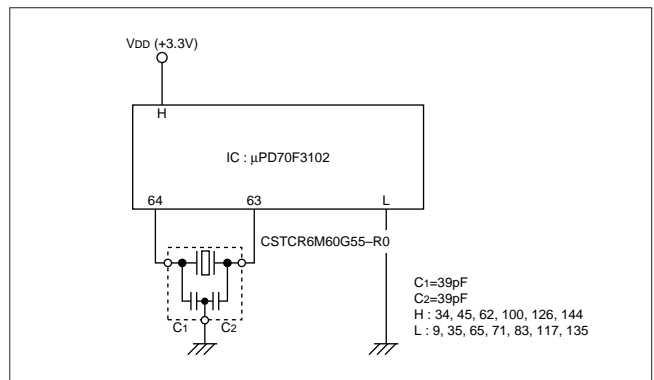 VDD (+3.3V)
H
IC : µPD70F3102
64 63 L
CSTCR6M60G55–R0
C1 C2
C1=39pF
C2=39pF
H : 34, 45, 62, 100, 126, 144
L : 9, 35, 65, 71, 83, 117, 135